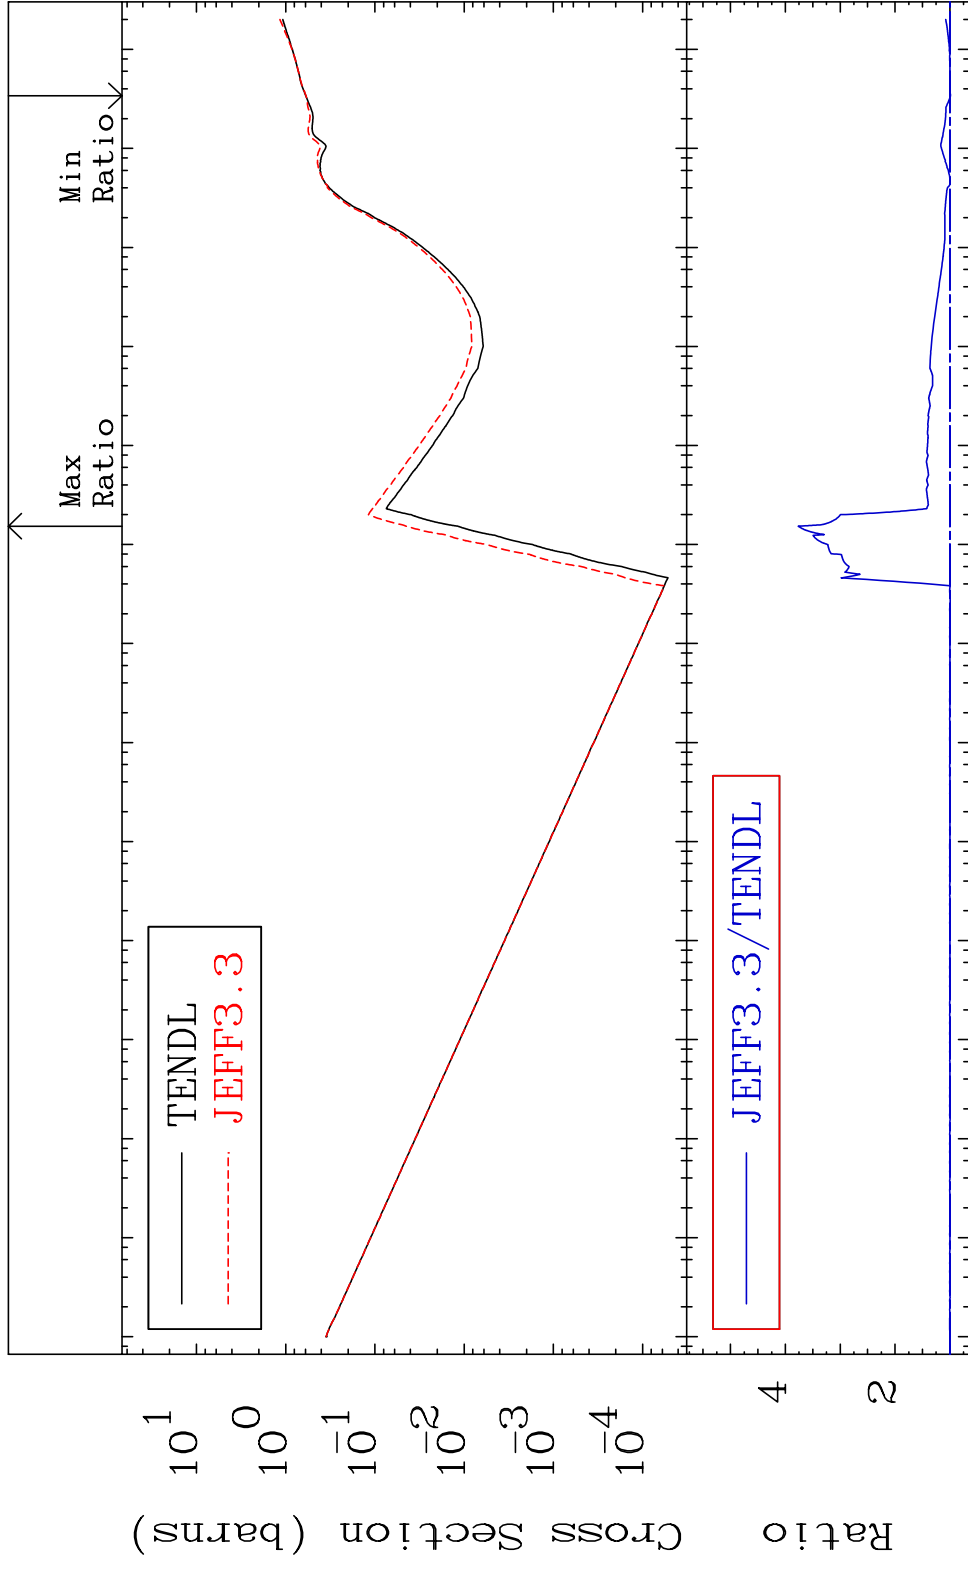 Max
Ratio
Min
Ratio
TENDL
JEFF3.3
JEFF3.3/TENDL
10^1
10^0
10^-1
10^-2
10^-3
10^-4
Cross Section (barns)
4
2
Ratio